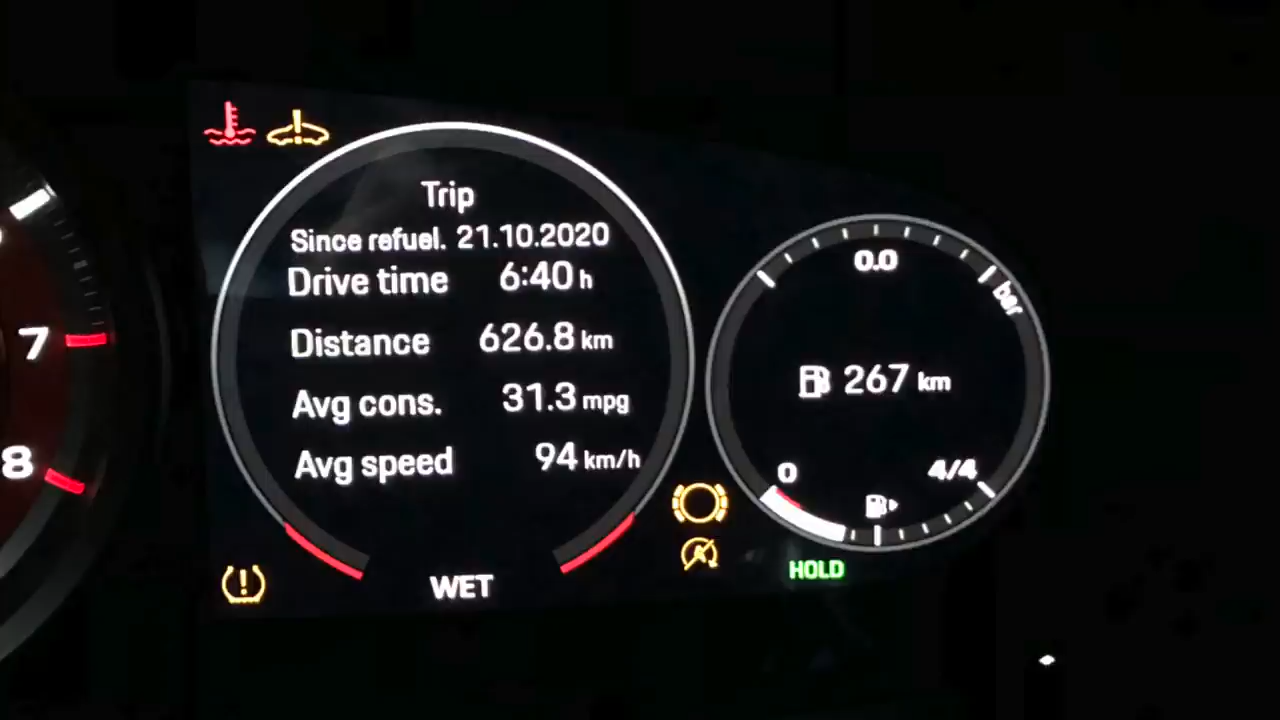 Trip
Since refuel. 21.10.2020
Drive time 6:40 h
Distance 626.8 km
Avg cons. 31.3 mpg
Avg speed 94 km/h
WET
7
8
0.0
bar
267 km
0 4/4
HOLD